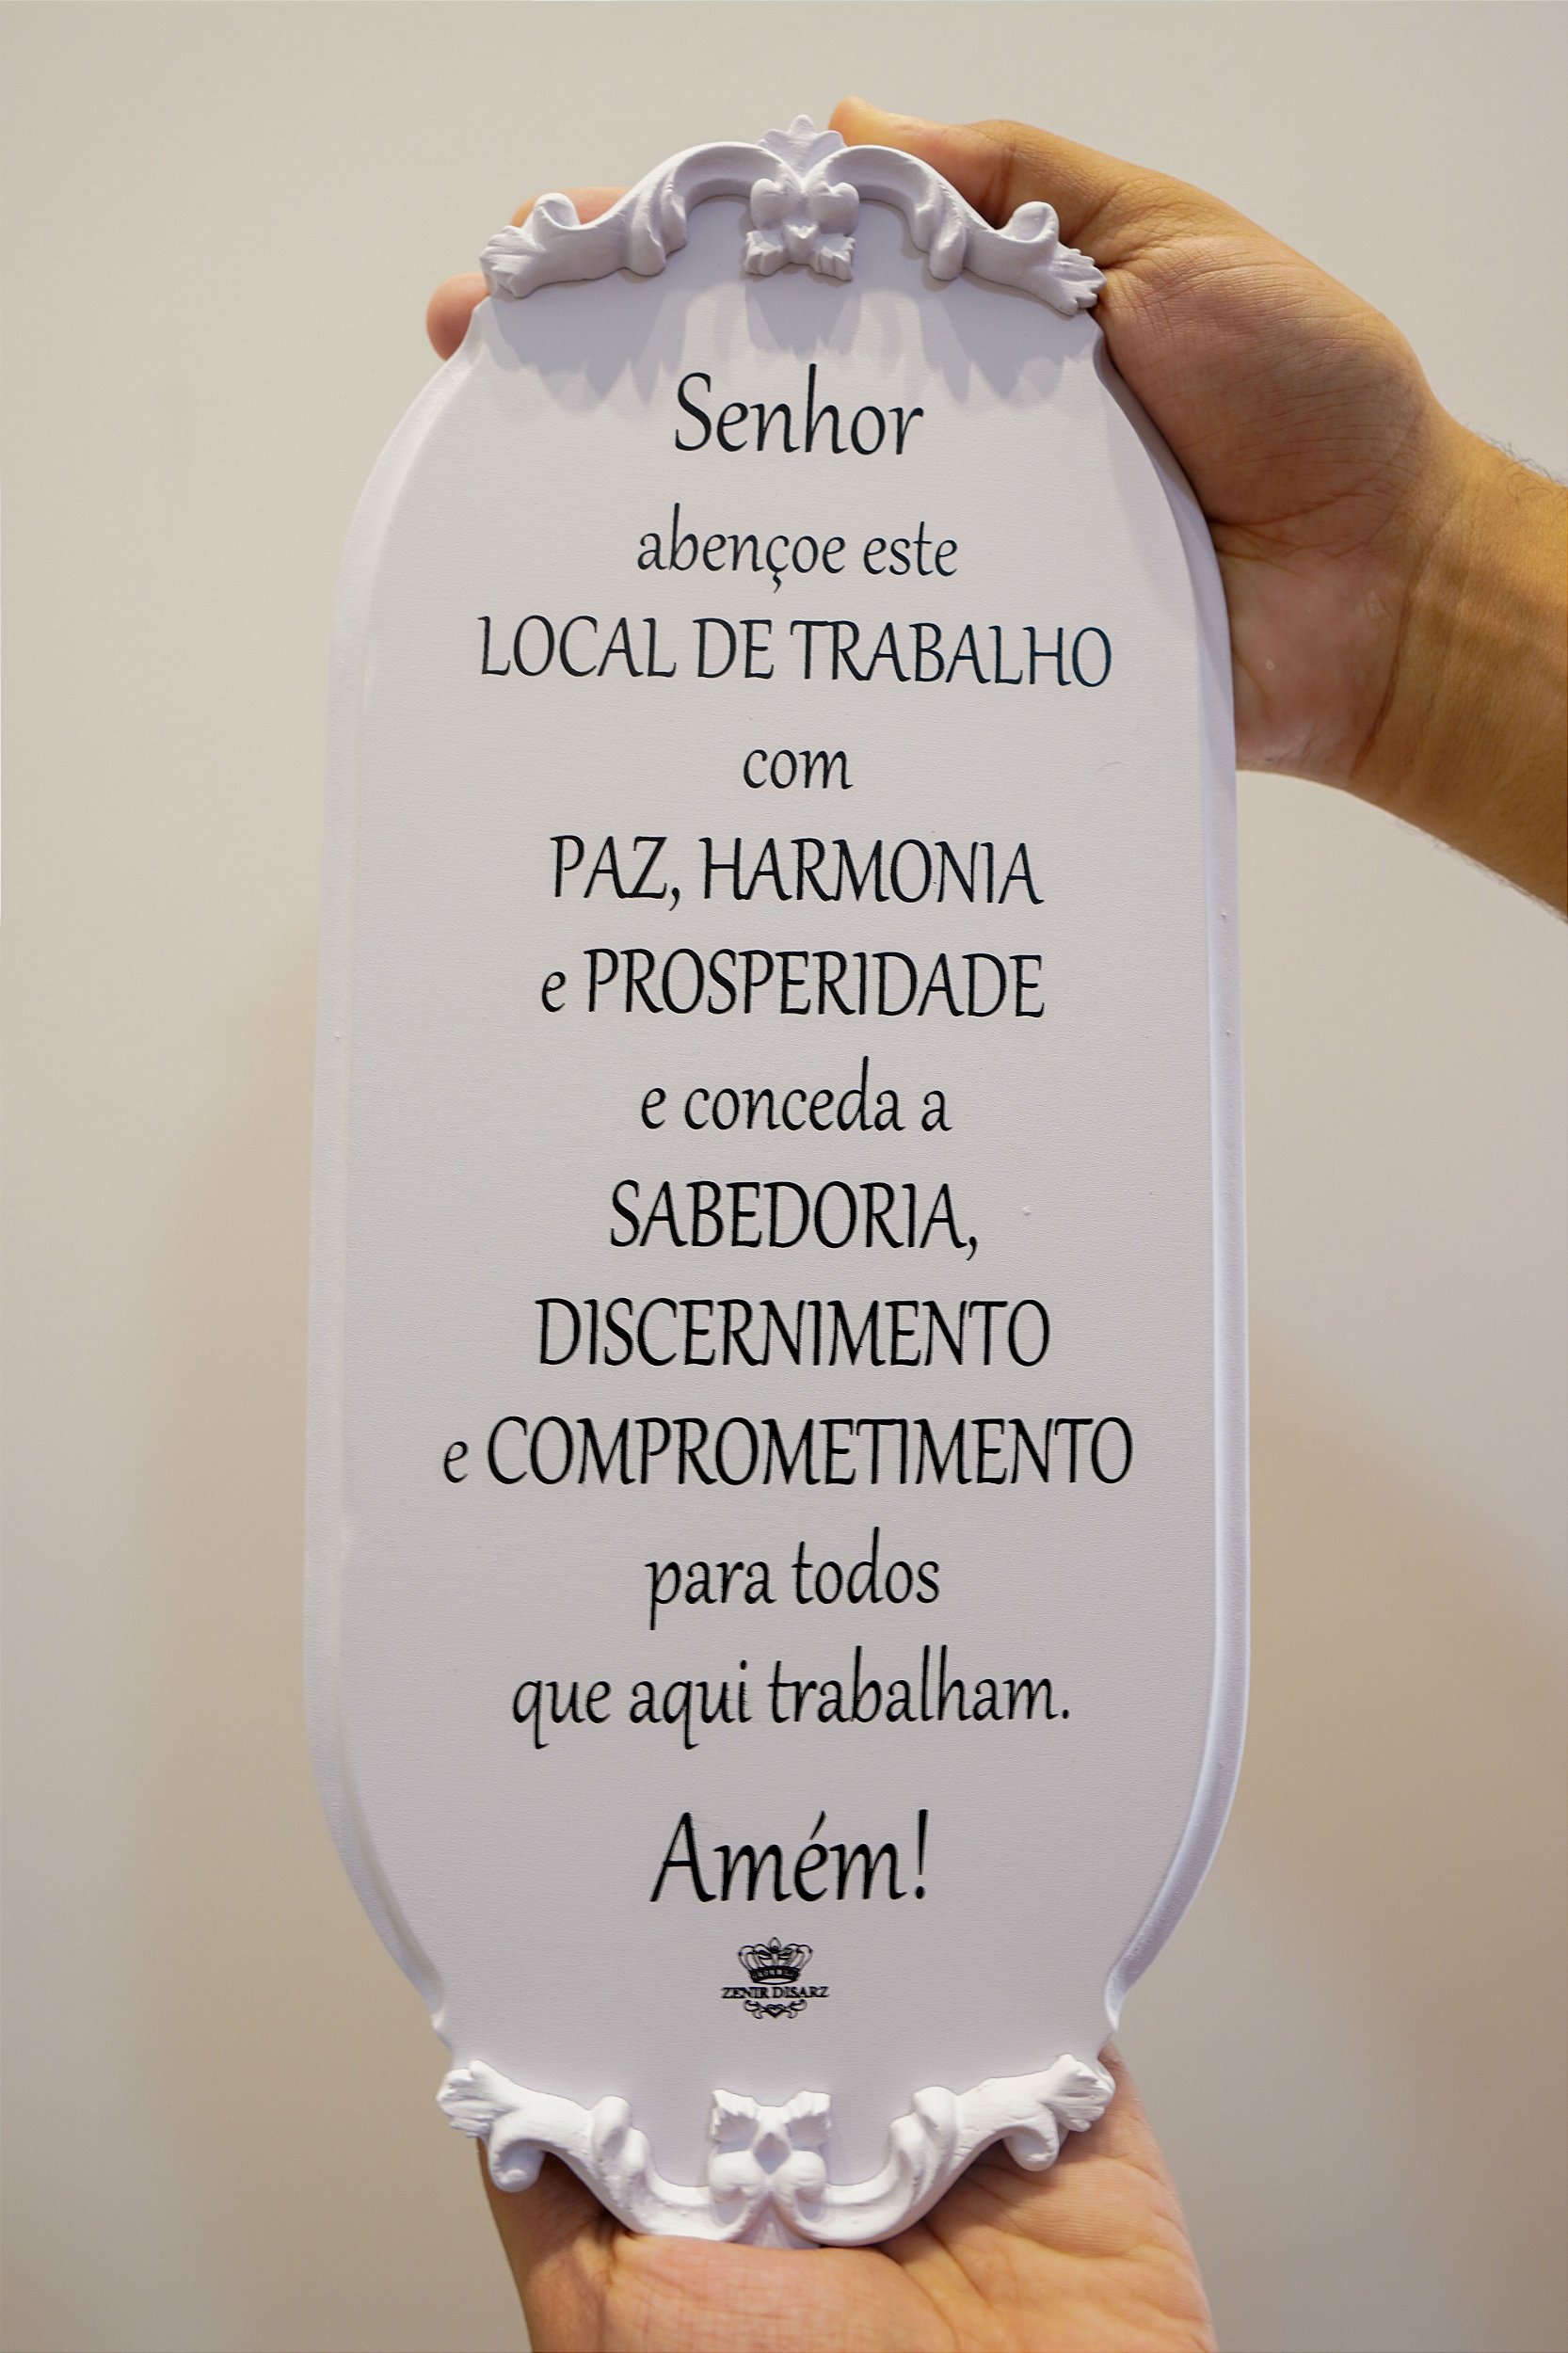 Senhor
abençoe este
LOCAL DE TRABALHO
com
PAZ, HARMONIA
e PROSPERIDADE
e conceda a
SABEDORIA,
DISCERNIMENTO
e COMPROMETIMENTO
para todos
que aqui trabalham.
Amém!
ZENIR DISARZ